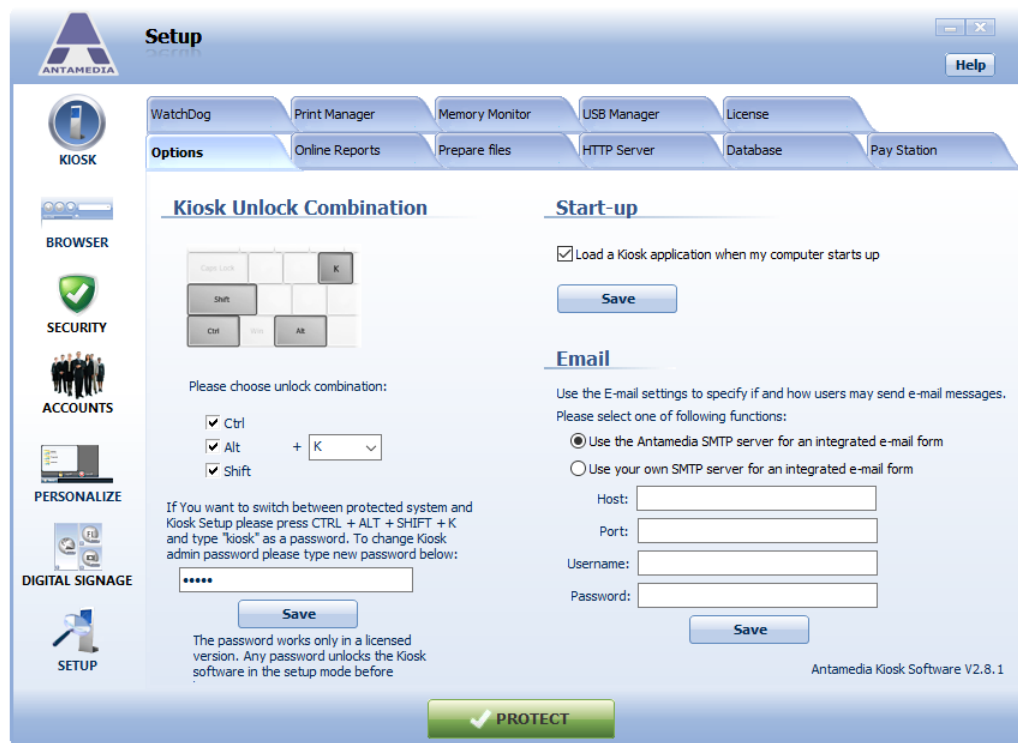 ANTAMEDIA
Setup
Help
KIOSK
BROWSER
SECURITY
ACCOUNTS
PERSONALIZE
DIGITAL SIGNAGE
SETUP
WatchDog
Print Manager
Memory Monitor
USB Manager
License
Options
Online Reports
Prepare files
HTTP Server
Database
Pay Station
Kiosk Unlock Combination
Caps Lock
K
Shift
Ctrl
Win
Alt
Please choose unlock combination:
Ctrl
Alt
+ K
Shift
If You want to switch between protected system and
Kiosk Setup please press CTRL + ALT + SHIFT + K
and type "kiosk" as a password. To change Kiosk
admin password please type new password below:
•••••
Save
The password works only in a licensed
version. Any password unlocks the Kiosk
software in the setup mode before
Start-up
Load a Kiosk application when my computer starts up
Save
Email
Use the E-mail settings to specify if and how users may send e-mail messages.
Please select one of following functions:
Use the Antamedia SMTP server for an integrated e-mail form
Use your own SMTP server for an integrated e-mail form
Host:
Port:
Username:
Password:
Save
Antamedia Kiosk Software V2.8.1
PROTECT